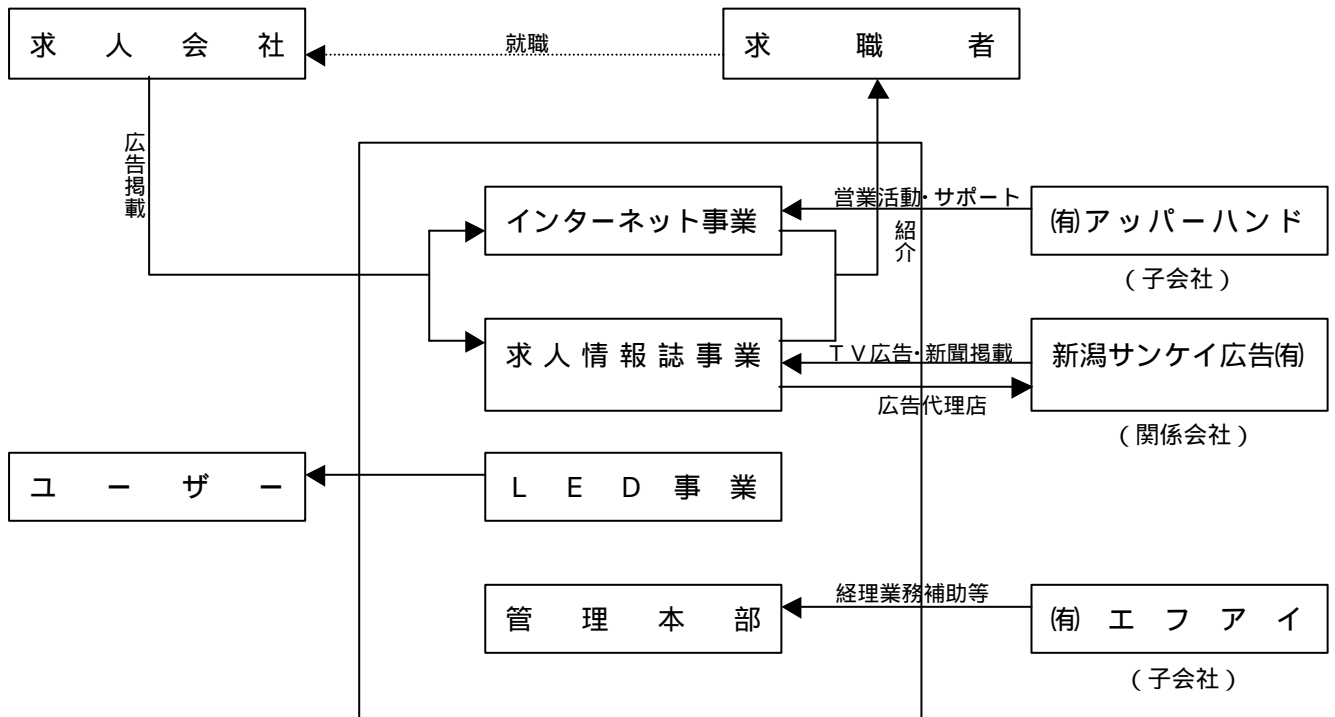 求人会社
就職
求職者
広告掲載
インターネット事業
営業活動・サポート
㈲アッパーハンド
紹介
(子会社)
求人情報誌事業
TV広告・新聞掲載
新潟サンケイ広告㈲
広告代理店
(関係会社)
ユーザー
LED事業
管理本部
経理業務補助等
㈲エフアイ
(子会社)